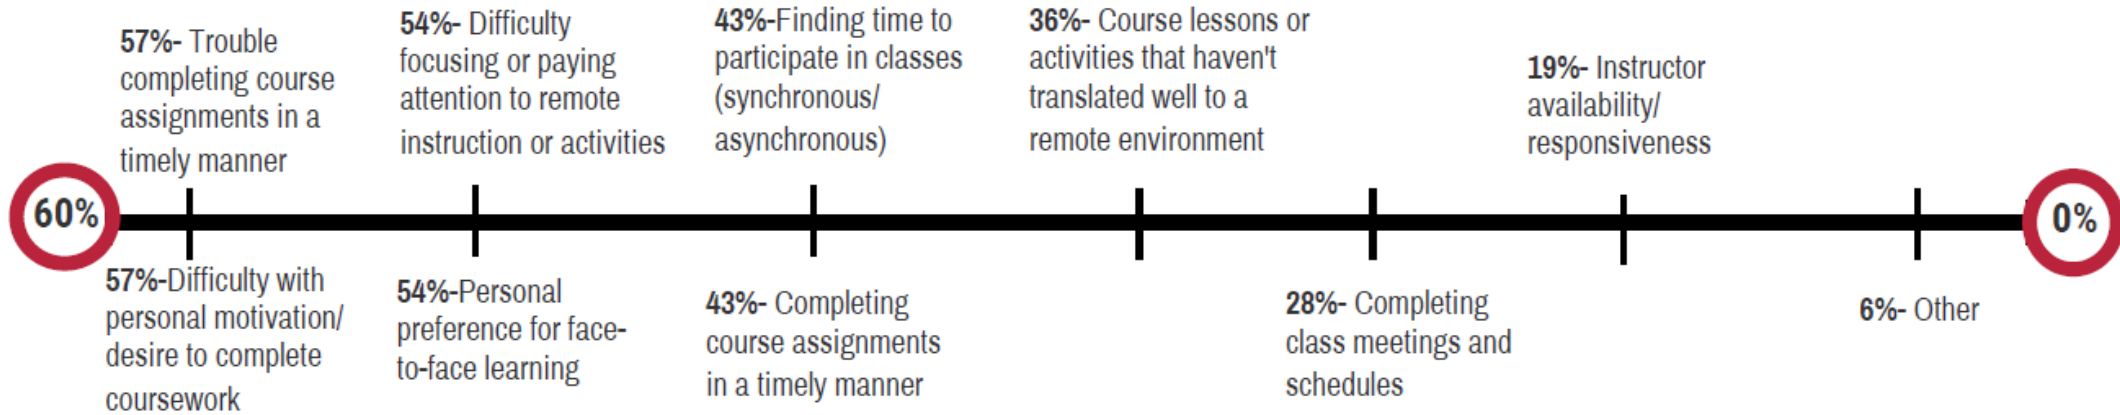 57%- Trouble
completing course
assignments in a
timely manner
54%- Difficulty
focusing or paying
attention to remote
instruction or activities
43%-Finding time to
participate in classes
(synchronous/
asynchronous)
36%- Course lessons or
activities that haven't
translated well to a
remote environment
19%- Instructor
availability/
responsiveness
60%
0%
57%-Difficulty with
personal motivation/
desire to complete
coursework
54%-Personal
preference for face-
to-face learning
43%- Completing
course assignments
in a timely manner
28%- Completing
class meetings and
schedules
6%- Other